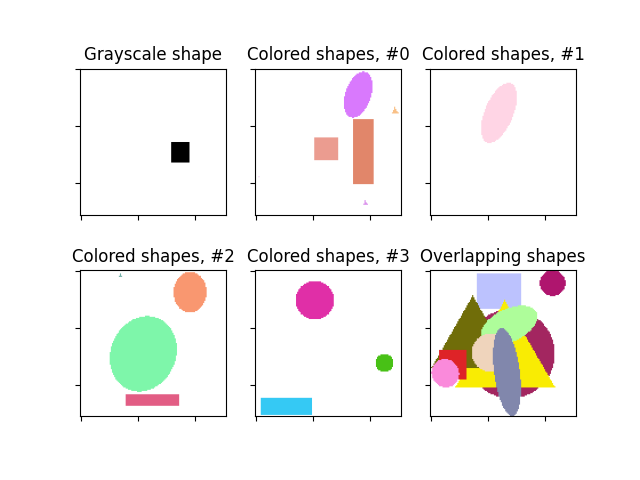 Grayscale shape
Colored shapes, #0
Colored shapes, #1
Colored shapes, #2
Colored shapes, #3
Overlapping shapes